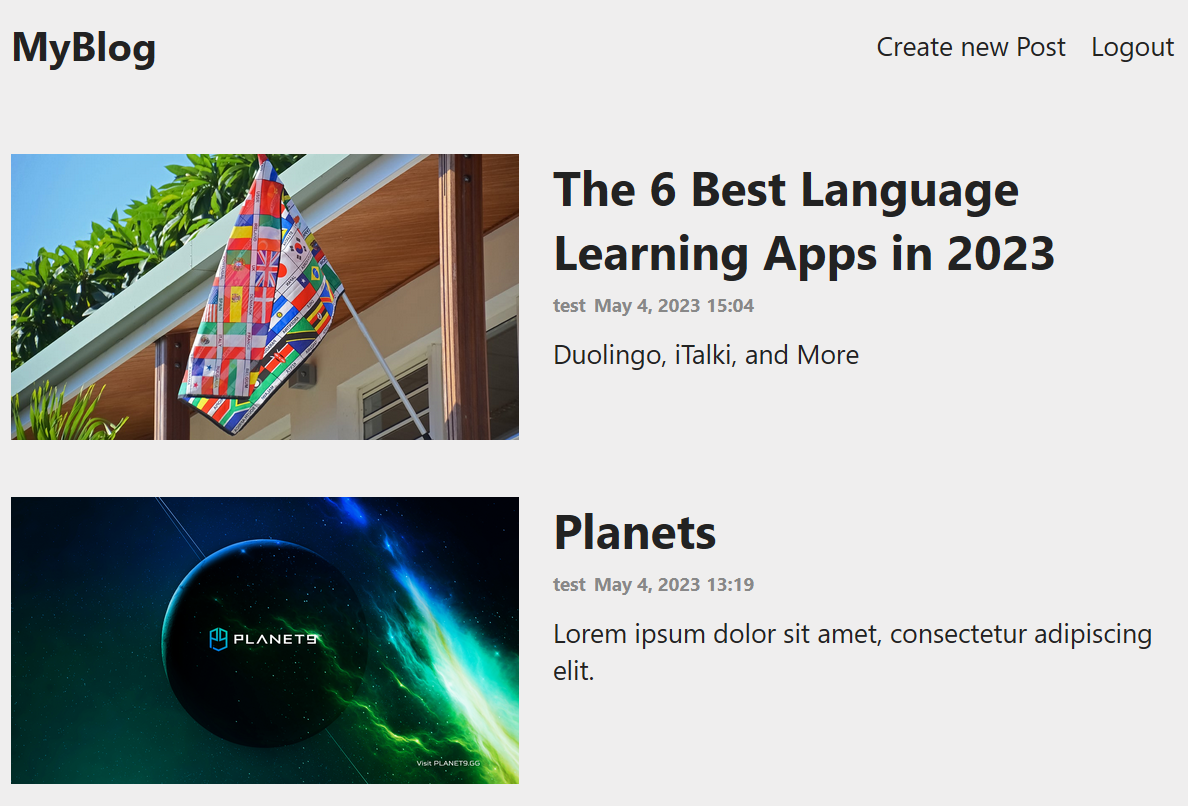 MyBlog
Create new Post Logout
The 6 Best Language
Learning Apps in 2023
test May 4, 2023 15:04
Duolingo, iTalki, and More
Planets
test May 4, 2023 13:19
Lorem ipsum dolor sit amet, consectetur adipiscing
elit.
PLANET9
Visit PLANET9.GG